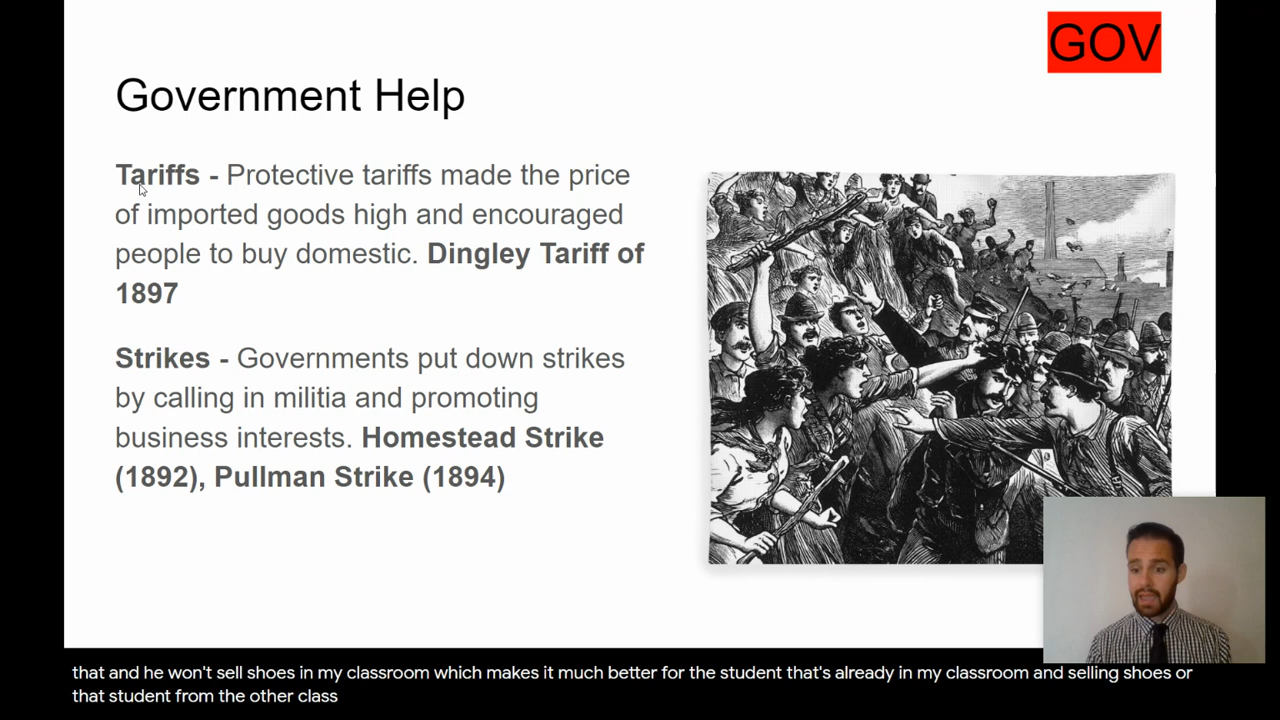 GOV
Government Help
Tariffs - Protective tariffs made the price
of imported goods high and encouraged
people to buy domestic. Dingley Tariff of
1897
Strikes - Governments put down strikes
by calling in militia and promoting
business interests. Homestead Strike
(1892), Pullman Strike (1894)
that and he won't sell shoes in my classroom which makes it much better for the student that's already in my classroom and selling shoes or
that student from the other class